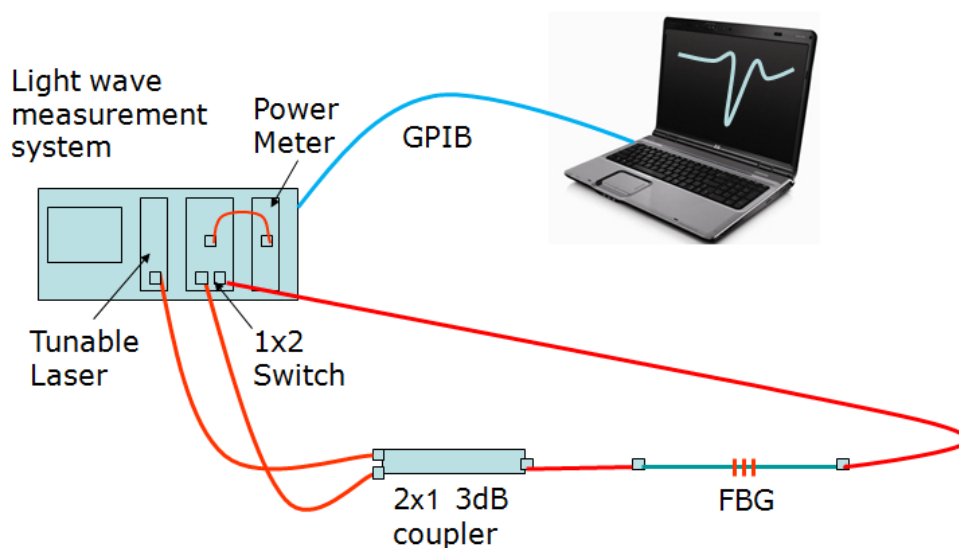 Light wave
measurement
system
Power
Meter
GPIB
Tunable
Laser
1x2
Switch
2x1 3dB
coupler
FBG